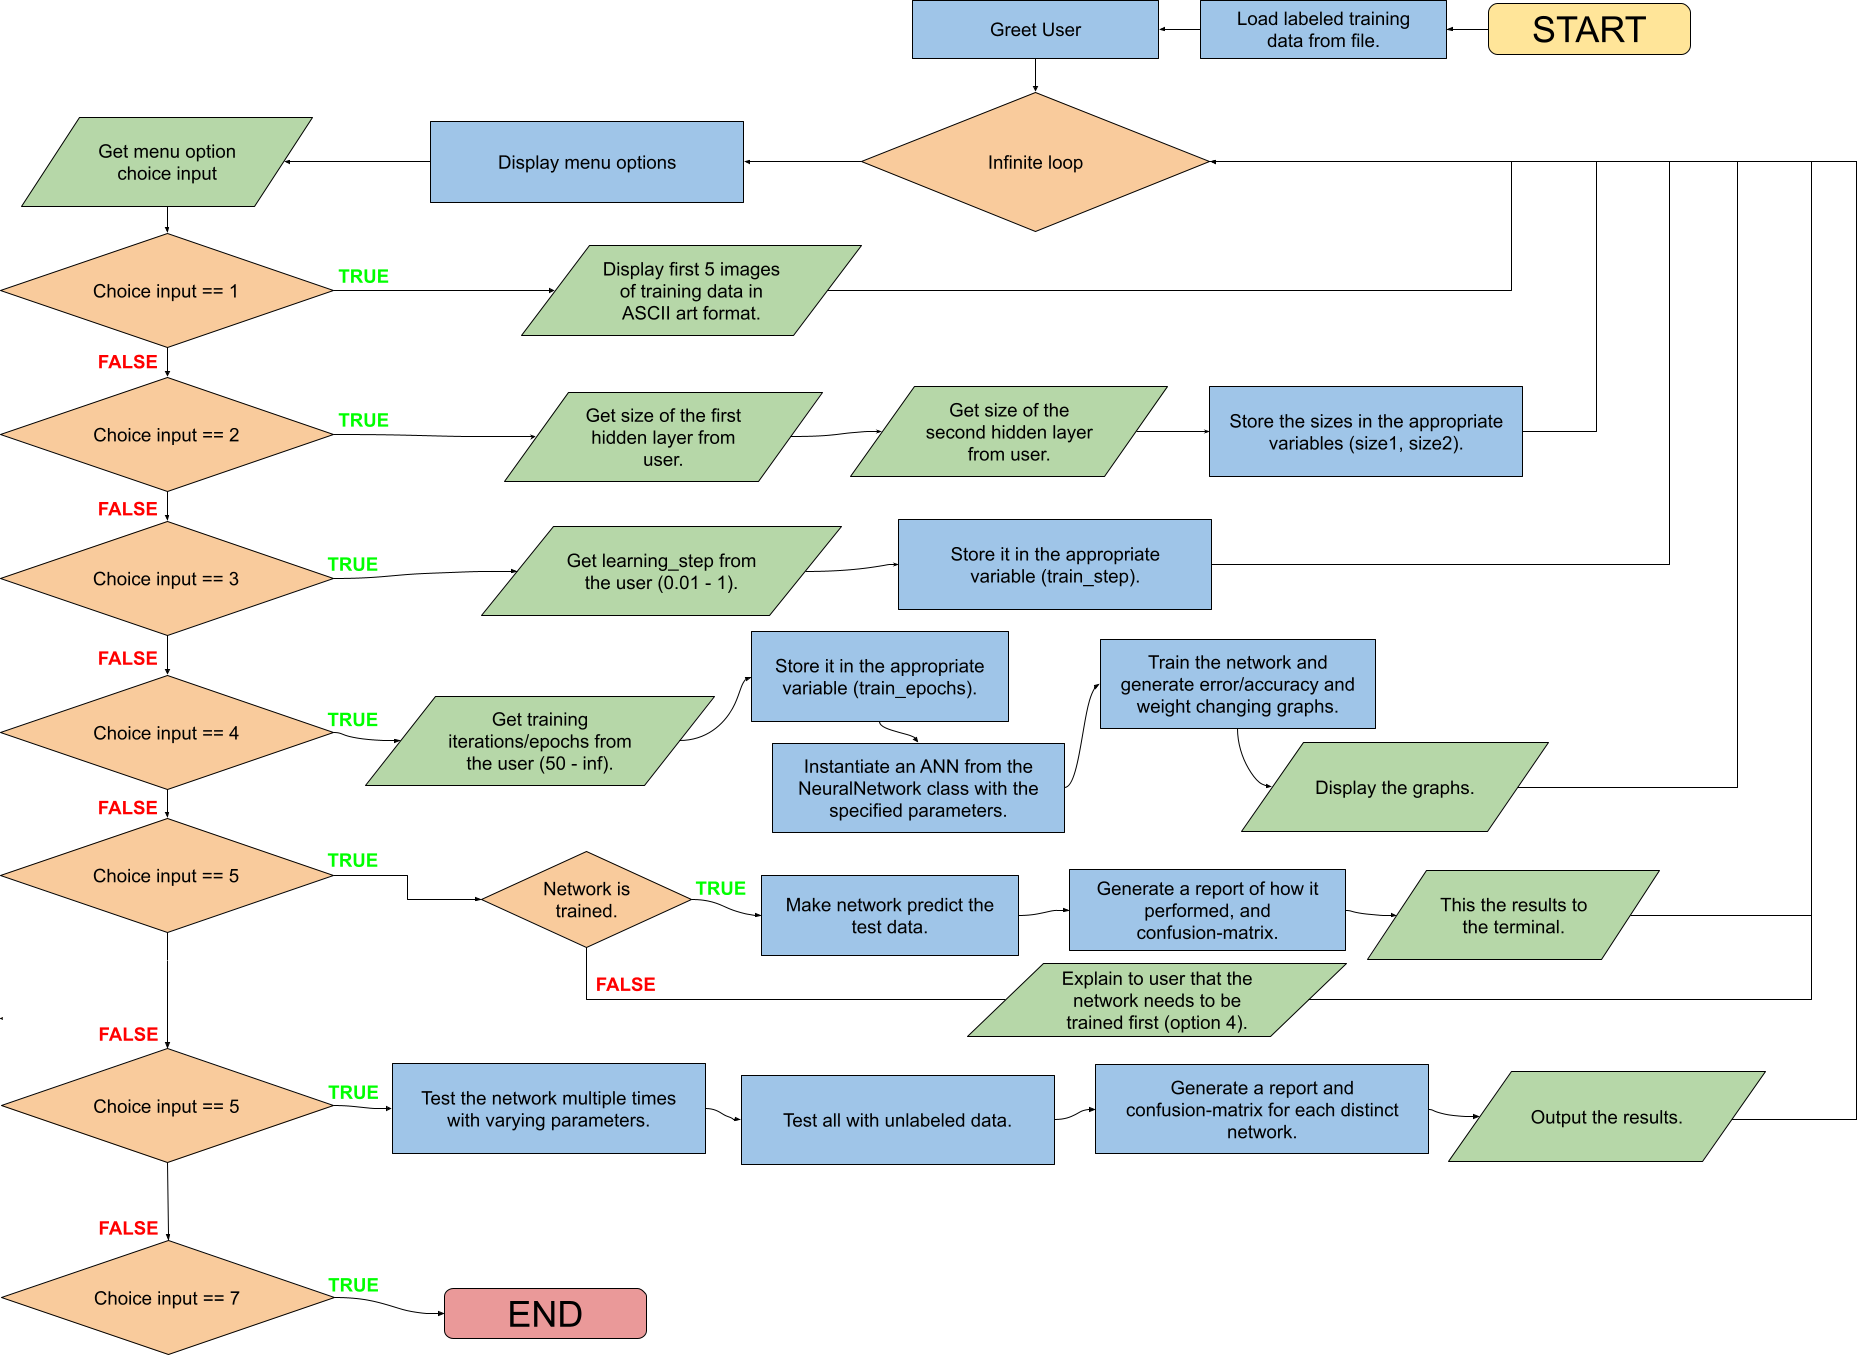 START
Load labeled training
data from file.
Greet User
Infinite loop
Display menu options
Get menu option
choice input
Choice input == 1
TRUE
Display first 5 images
of training data in
ASCII art format.
FALSE
Choice input == 2
TRUE
Get size of the first
hidden layer from
user.
Get size of the
second hidden layer
from user.
Store the sizes in the appropriate
variables (size1, size2).
FALSE
Choice input == 3
TRUE
Get learning_step from
the user (0.01 - 1).
Store it in the appropriate
variable (train_step).
FALSE
Choice input == 4
TRUE
Get training
iterations/epochs from
the user (50 - inf).
Store it in the appropriate
variable (train_epochs).
Instantiate an ANN from the
NeuralNetwork class with the
specified parameters.
Train the network and
generate error/accuracy and
weight changing graphs.
Display the graphs.
FALSE
Choice input == 5
TRUE
Network is
trained.
TRUE
Make network predict the
test data.
Generate a report of how it
performed, and
confusion-matrix.
This the results to
the terminal.
FALSE
Explain to user that the
network needs to be
trained first (option 4).
FALSE
Choice input == 5
TRUE
Test the network multiple times
with varying parameters.
Test all with unlabeled data.
Generate a report and
confusion-matrix for each distinct
network.
Output the results.
FALSE
Choice input == 7
TRUE
END